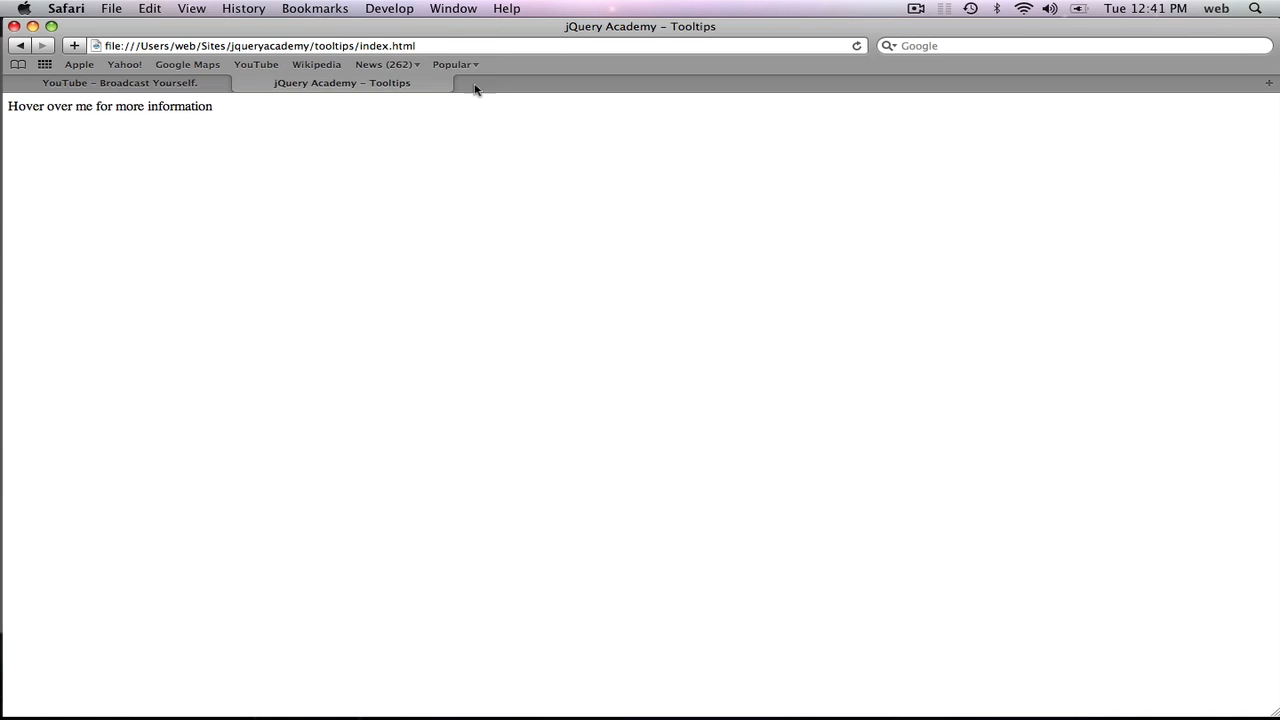 Safari File Edit View History Bookmarks Develop Window Help Tue 12:41 PM web
jQuery Academy – Tooltips
file:///Users/web/Sites/jqueryacademy/tooltips/index.html Google
Apple Yahoo! Google Maps YouTube Wikipedia News (262) Popular
YouTube – Broadcast Yourself. jQuery Academy – Tooltips
Hover over me for more information